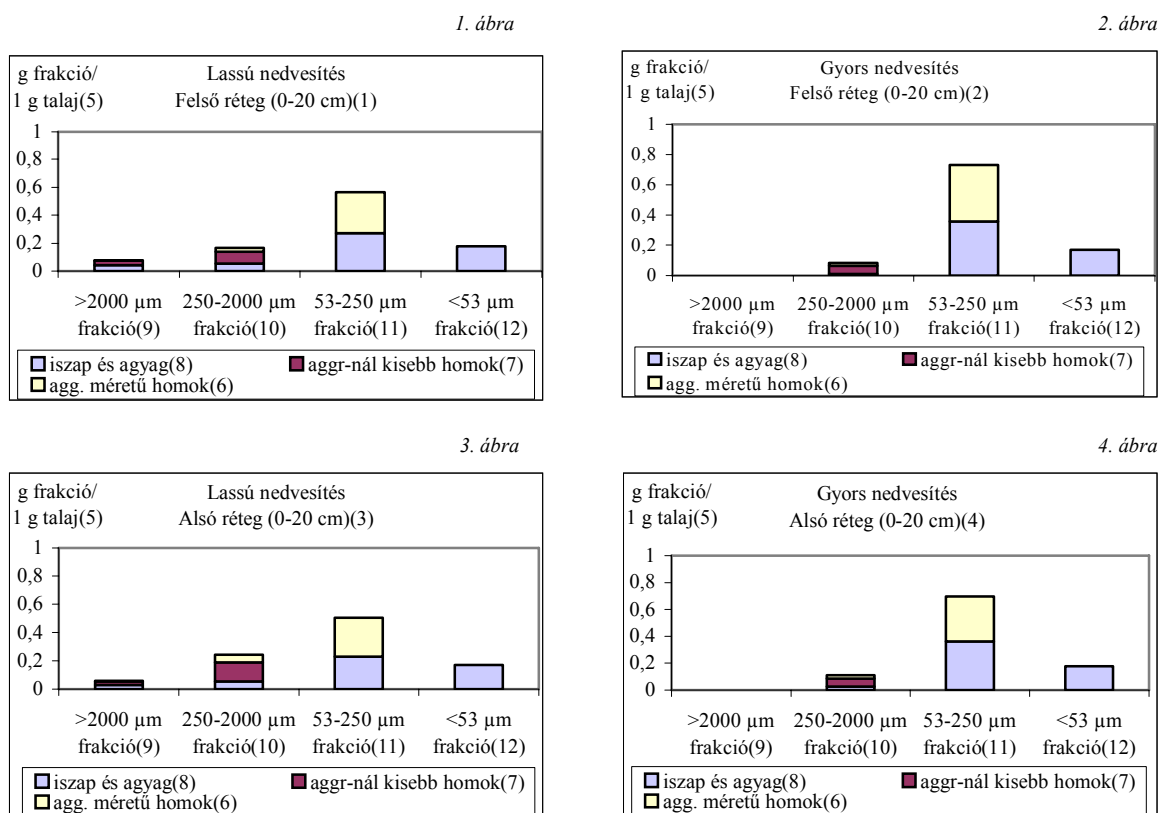 1. ábra
g frakció/
1 g talaj(5)
Lassú nedvesítés
Felső réteg (0-20 cm)(1)
1
0,8
0,6
0,4
0,2
0
>2000 µm
frakció(9)
250-2000 µm
frakció(10)
53-250 µm
frakció(11)
<53 µm
frakció(12)
iszap és agyag(8)
aggr-nál kisebb homok(7)
agg. méretű homok(6)
2. ábra
g frakció/
1 g talaj(5)
Gyors nedvesítés
Felső réteg (0-20 cm)(2)
1
0,8
0,6
0,4
0,2
0
>2000 µm
frakció(9)
250-2000 µm
frakció(10)
53-250 µm
frakció(11)
<53 µm
frakció(12)
iszap és agyag(8)
aggr-nál kisebb homok(7)
agg. méretű homok(6)
3. ábra
g frakció/
1 g talaj(5)
Lassú nedvesítés
Alsó réteg (0-20 cm)(3)
1
0,8
0,6
0,4
0,2
0
>2000 µm
frakció(9)
250-2000 µm
frakció(10)
53-250 µm
frakció(11)
<53 µm
frakció(12)
iszap és agyag(8)
aggr-nál kisebb homok(7)
agg. méretű homok(6)
4. ábra
g frakció/
1 g talaj(5)
Gyors nedvesítés
Alsó réteg (0-20 cm)(4)
1
0,8
0,6
0,4
0,2
0
>2000 µm
frakció(9)
250-2000 µm
frakció(10)
53-250 µm
frakció(11)
<53 µm
frakció(12)
iszap és agyag(8)
aggr-nál kisebb homok(7)
agg. méretű homok(6)